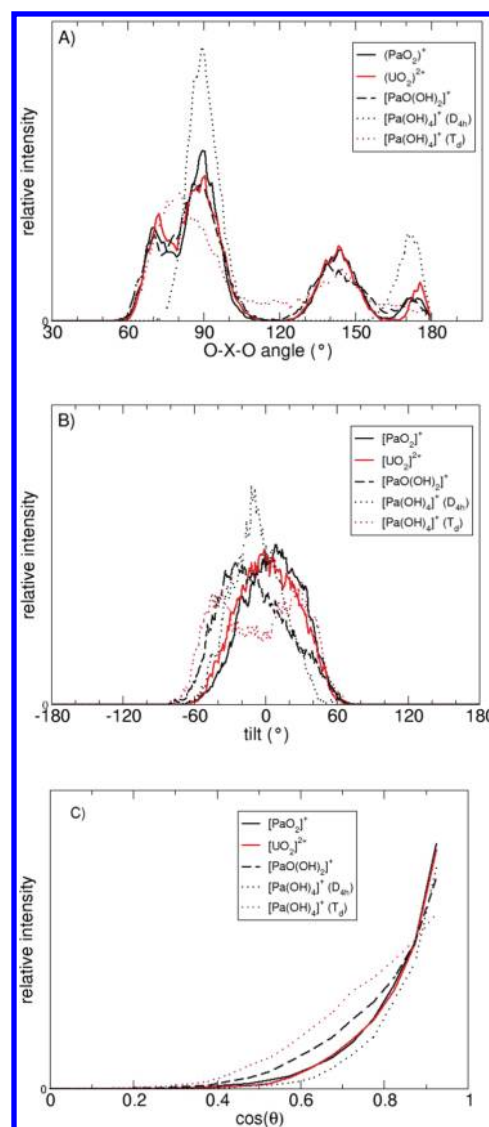 A)
(PaO₂)⁺
(UO₂)²⁺
[PaO(OH)₂]⁺
[Pa(OH)₄]⁺ (D₄ₕ)
[Pa(OH)₄]⁺ (T_d)
relative intensity
0
30 60 90 120 150 180
O-X-O angle (°)
B)
[PaO₂]⁺
[UO₂]²⁺
[PaO(OH)₂]⁺
[Pa(OH)₄]⁺ (D₄ₕ)
[Pa(OH)₄]⁺ (T_d)
relative intensity
0
-180 -120 -60 0 60 120 180
tilt (°)
C)
[PaO₂]⁺
[UO₂]²⁺
[PaO(OH)₂]⁺
[Pa(OH)₄]⁺ (D₄ₕ)
[Pa(OH)₄]⁺ (T_d)
relative intensity
0
0 0.2 0.4 0.6 0.8 1
cos(θ)